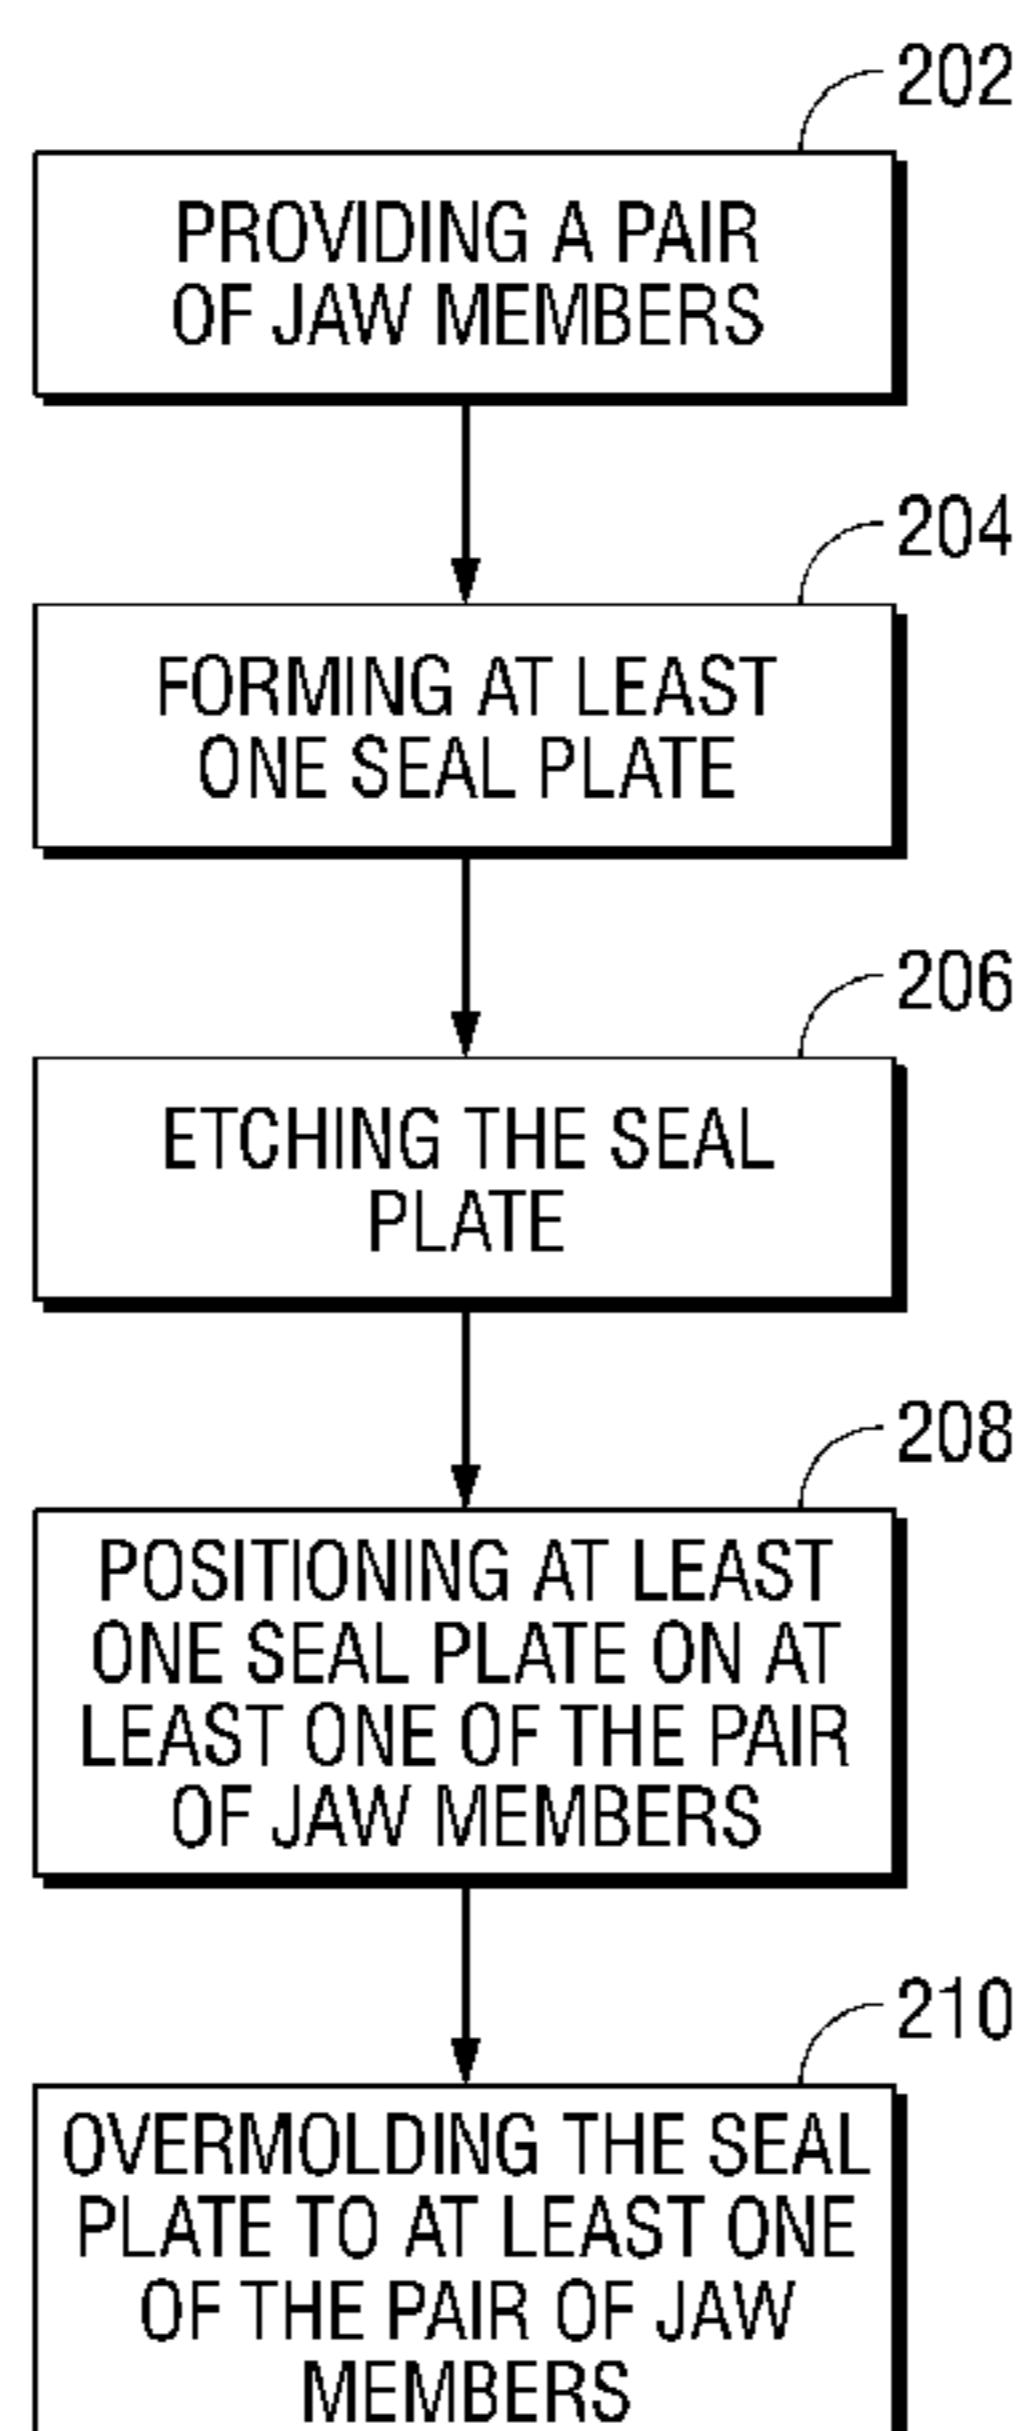 202
PROVIDING A PAIR
OF JAW MEMBERS
204
FORMING AT LEAST
ONE SEAL PLATE
206
ETCHING THE SEAL
PLATE
208
POSITIONING AT LEAST
ONE SEAL PLATE ON AT
LEAST ONE OF THE PAIR
OF JAW MEMBERS
210
OVERMOLDING THE SEAL
PLATE TO AT LEAST ONE
OF THE PAIR OF JAW
MEMBERS